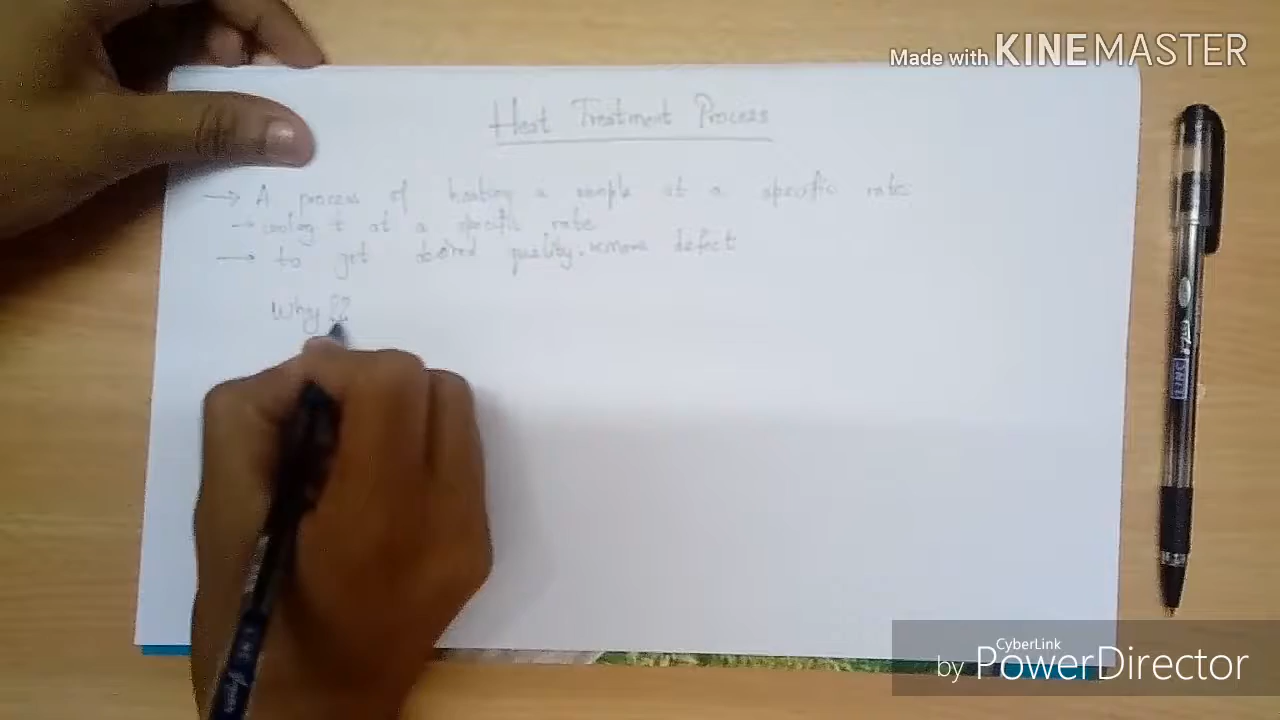 Made with KINEMASTER
Heat Treatment Process
→ A process of heating a sample at a specific rate
→ cooling t at a specific rate
→ to get desired quality, remove defect
Why ??
LINC
CyberLink
by PowerDirector